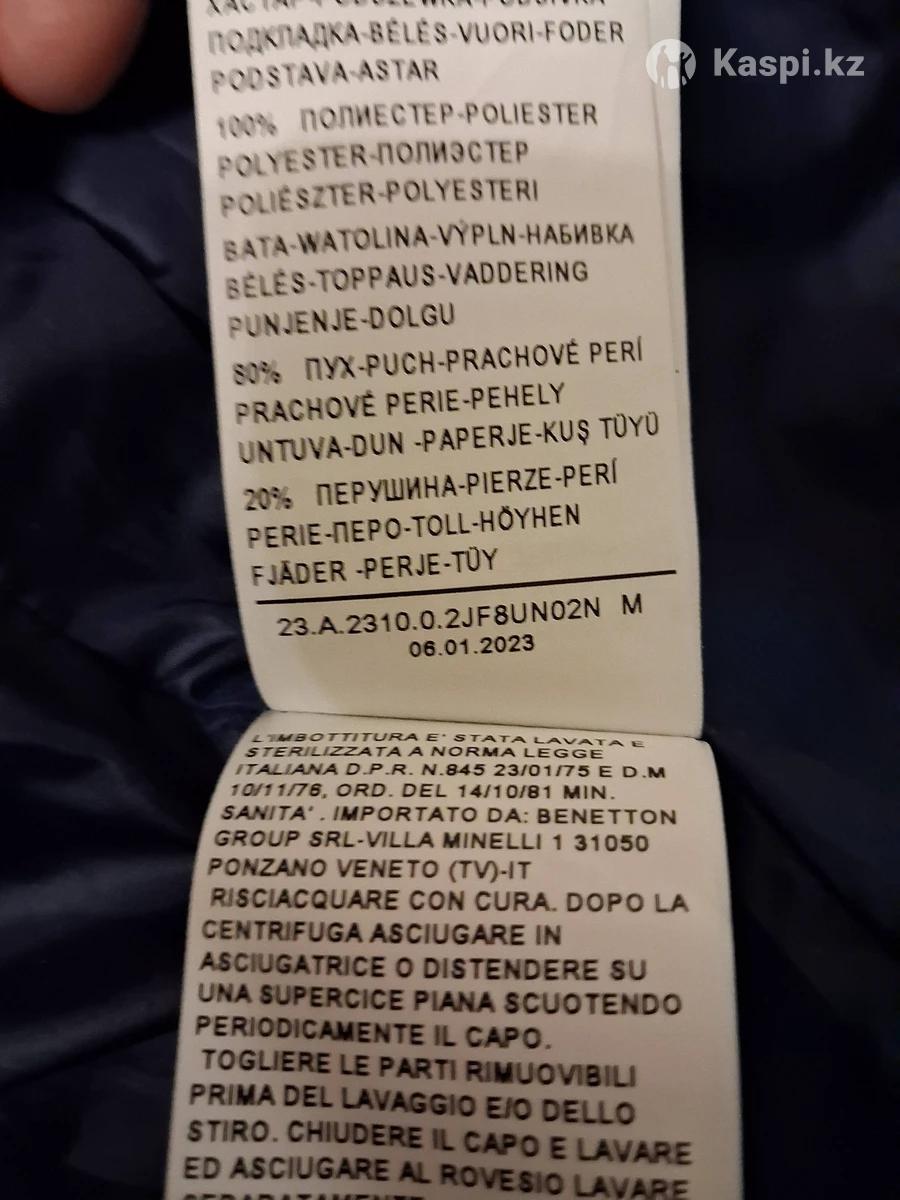 ПОДКЛАДКА-BÉLÉS-VUORI-FODER
PODSTAVA-ASTAR
100% ПОЛИЕСТЕР-POLIESTER
POLYESTER-ПОЛИЭСТЕР
POLIÉSZTER-POLYESTERI
ВАТА-WATOLINA-VÝPLN-НАБИВКА
BÉLÉS-TOPPAUS-VADDERING
PUNJENJE-DOLGU
80% ПУХ-PUCH-PRACHOVÉ PERÍ
PRACHOVÉ PERIE-PEHELY
UNTUVA-DUN -PAPERJE-KUŞ TÜYÜ
20% ПЕРУШИНА-PIERZE-PERÍ
PERIE-ПЕРО-TOLL-HÖYHEN
FJÄDER -PERJE-TÜY
23.A.2310.0.2JF8UN02N M
06.01.2023
L'IMBOTTITURA E' STATA LAVATA E
STERILIZZATA A NORMA LEGGE
ITALIANA D.P.R. N.845 23/01/75 E D.M
10/11/76, ORD. DEL 14/10/81 MIN.
SANITA' . IMPORTATO DA: BENETTON
GROUP SRL-VILLA MINELLI 1 31050
PONZANO VENETO (TV)-IT
RISCIACQUARE CON CURA. DOPO LA
CENTRIFUGA ASCIUGARE IN
ASCIUGATRICE O DISTENDERE SU
UNA SUPERCICE PIANA SCUOTENDO
PERIODICAMENTE IL CAPO.
TOGLIERE LE PARTI RIMUOVIBILI
PRIMA DEL LAVAGGIO E/O DELLO
STIRO. CHIUDERE IL CAPO E LAVARE
ED ASCIUGARE AL ROVESIO LAVARE
Kaspi.kz